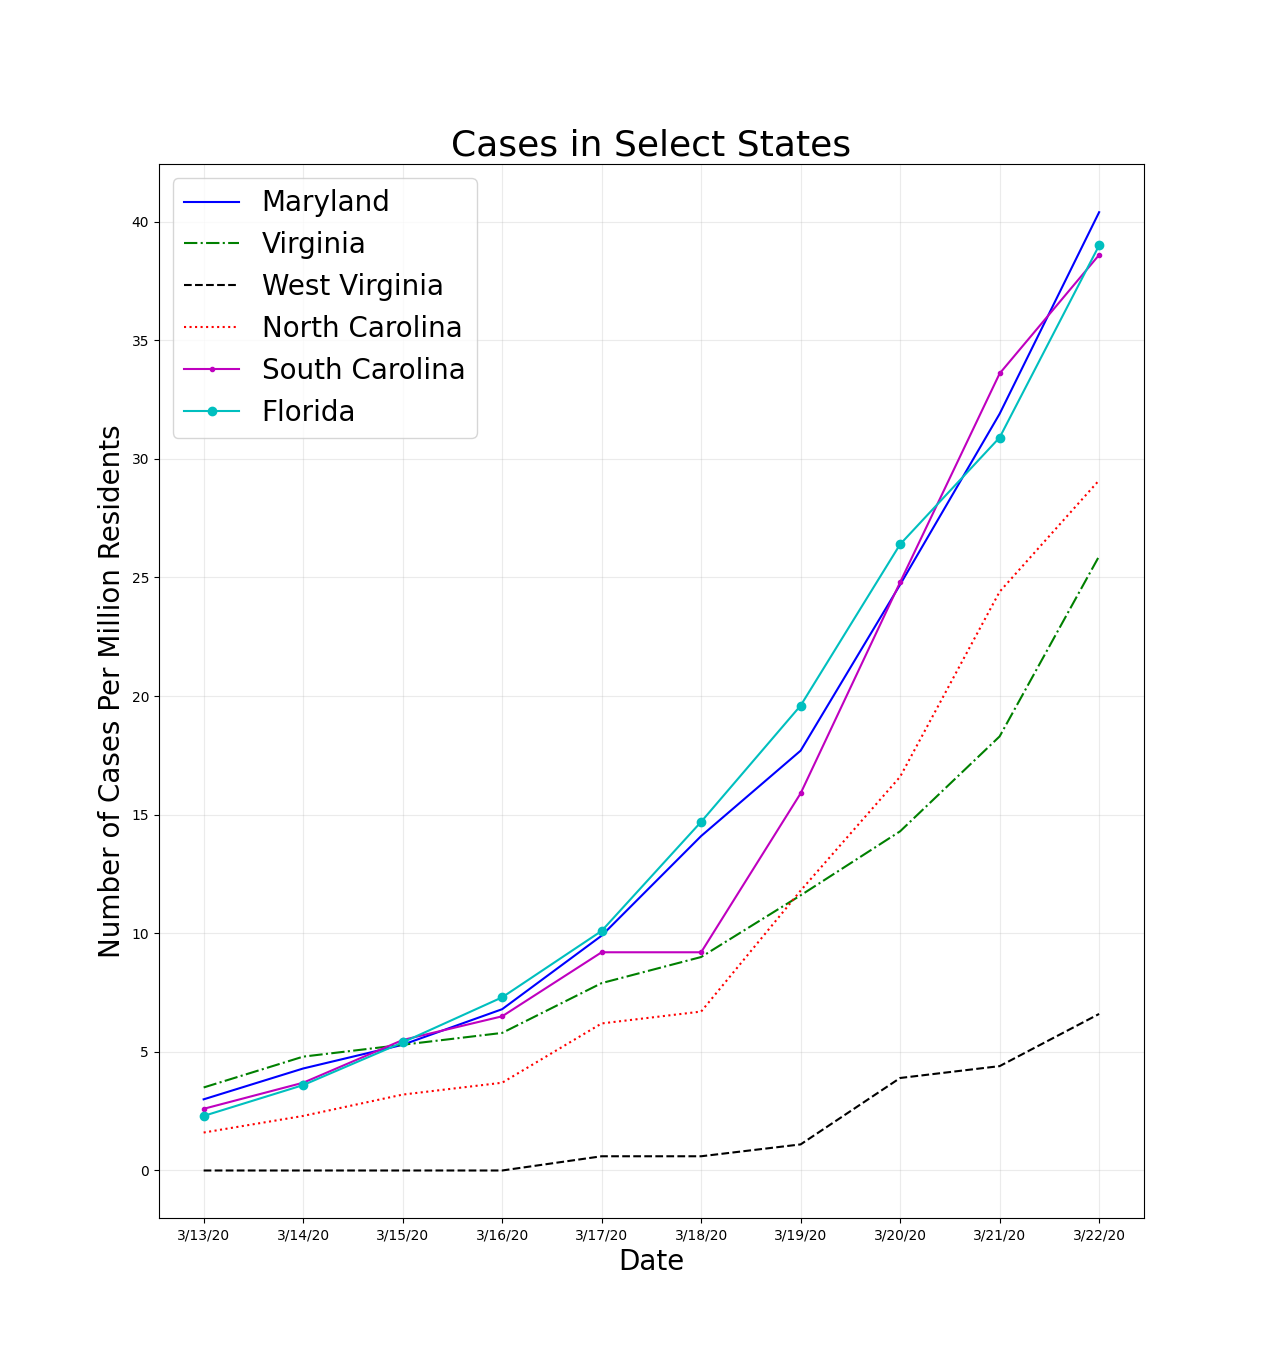 Cases in Select States
Maryland
Virginia
West Virginia
North Carolina
South Carolina
Florida
Number of Cases Per Million Residents
40
35
30
25
20
15
10
5
0
3/13/20 3/14/20 3/15/20 3/16/20 3/17/20 3/18/20 3/19/20 3/20/20 3/21/20 3/22/20
Date